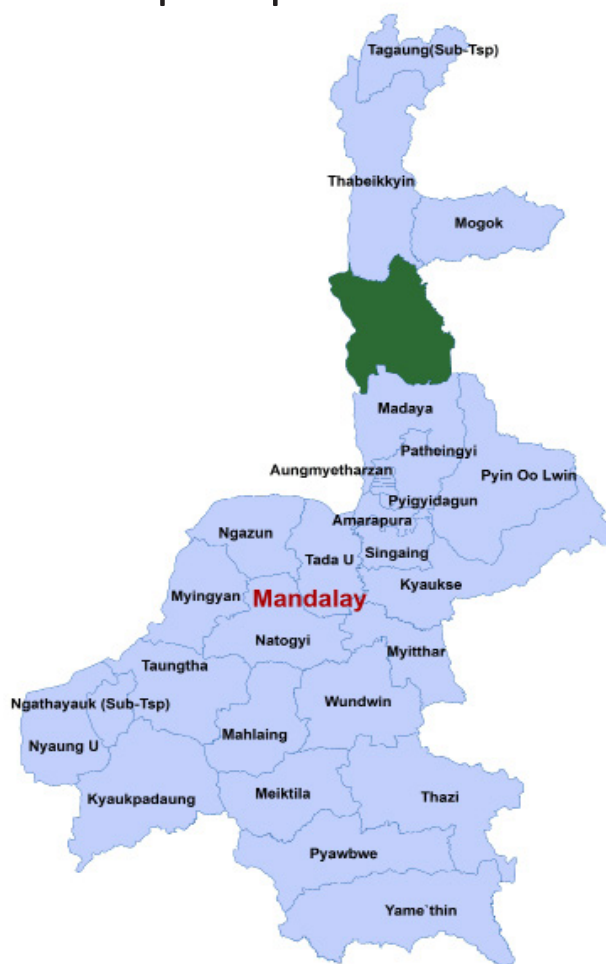 Tagaung(Sub-Tsp)
Thabeikkyin
Mogok
Madaya
Patheingyi
Aungmyetharzan
Pyin Oo Lwin
Pyigyidagun
Amarapura
Ngazun
Tada U
Singaing
Kyaukse
Myingyan
Mandalay
Natogyi
Myitthar
Taungtha
Ngathayauk (Sub-Tsp)
Wundwin
Nyaung U
Mahlaing
Kyaukpadaung
Meiktila
Thazi
Pyawbwe
Yame`thin